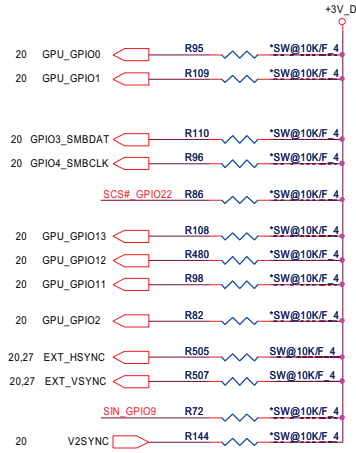 +3V_D
20 GPU_GPIO0 R95 *SW@10K/F_4
20 GPU_GPIO1 R109 *SW@10K/F_4
20 GPIO3_SMBDAT R110 *SW@10K/F_4
20 GPIO4_SMBCLK R96 *SW@10K/F_4
SCS#_GPIO22 R86 *SW@10K/F_4
20 GPU_GPIO13 R108 *SW@10K/F_4
20 GPU_GPIO12 R480 *SW@10K/F_4
20 GPU_GPIO11 R98 *SW@10K/F_4
20 GPU_GPIO2 R82 *SW@10K/F_4
20,27 EXT_HSYNC R505 SW@10K/F_4
20,27 EXT_VSYNC R507 SW@10K/F_4
SIN_GPIO9 R72 *SW@10K/F_4
20 V2SYNC R144 *SW@10K/F_4